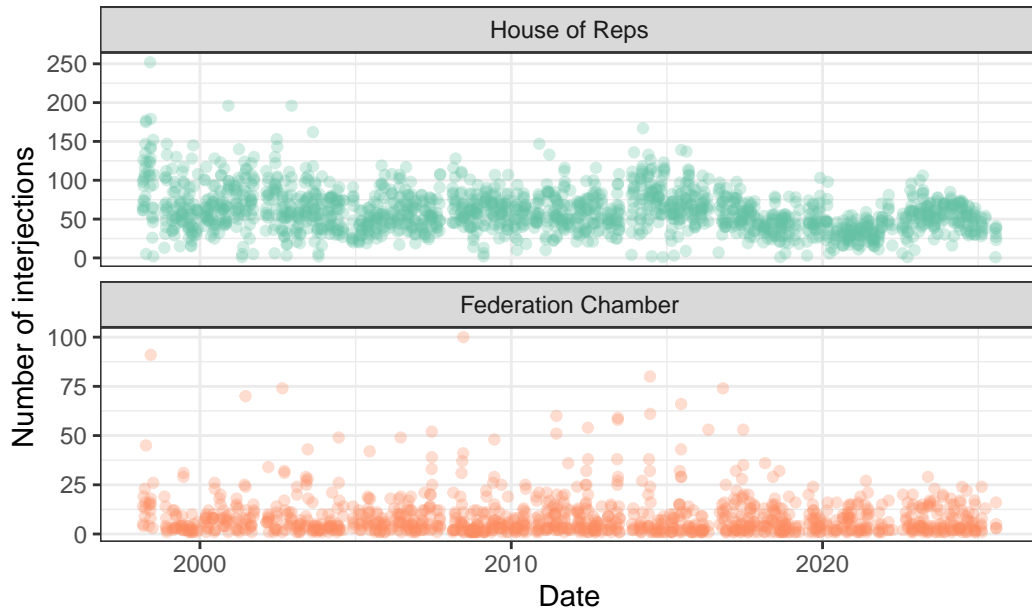 House of Reps
250
200
150
100
50
0
Number of interjections
Federation Chamber
100
75
50
25
0
2000 2010 2020
Date